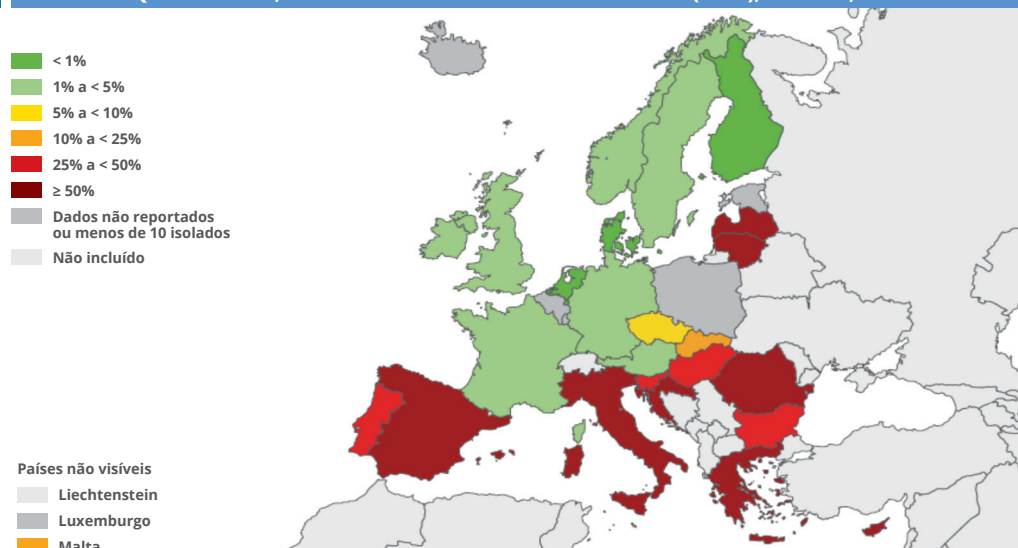 < 1%
1% a < 5%
5% a < 10%
10% a < 25%
25% a < 50%
≥ 50%
Dados não reportados
ou menos de 10 isolados
Não incluído
Países não visíveis
Liechtenstein
Luxemburgo
Malta